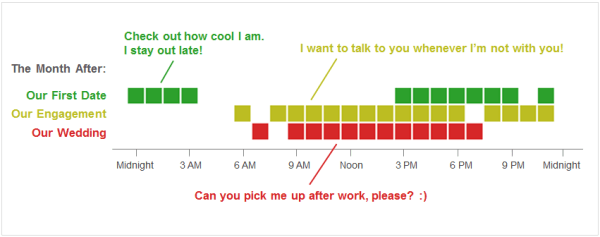 Check out how cool I am.
I stay out late!
I want to talk to you whenever I'm not with you!
The Month After:
Our First Date
Our Engagement
Our Wedding
Midnight 3 AM 6 AM 9 AM Noon 3 PM 6 PM 9 PM Midnight
Can you pick me up after work, please? :)